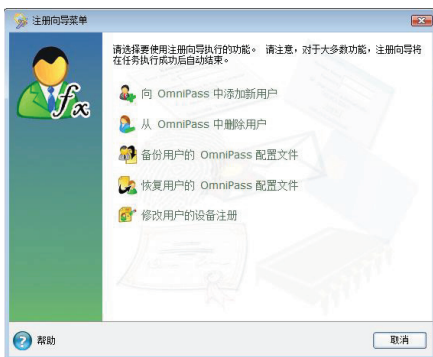 注册向导菜单
请选择要使用注册向导执行的功能。 请注意，对于大多数功能，注册向导将
在任务执行成功后自动结束。
fx
向 OmniPass 中添加新用户
从 OmniPass 中删除用户
备份用户的 OmniPass 配置文件
恢复用户的 OmniPass 配置文件
修改用户的设备注册
帮助
取消